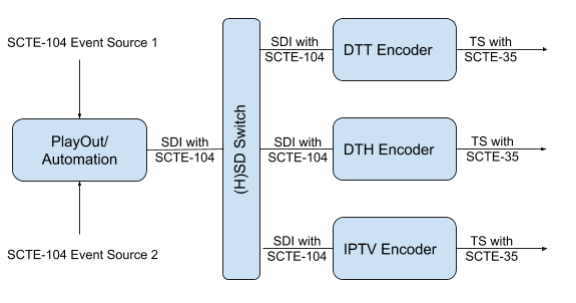 SCTE-104 Event Source 1
PlayOut/
Automation
SCTE-104 Event Source 2
SDI with
SCTE-104
(H)SD Switch
SDI with
SCTE-104
DTT Encoder
TS with
SCTE-35
SDI with
SCTE-104
DTH Encoder
TS with
SCTE-35
SDI with
SCTE-104
IPTV Encoder
TS with
SCTE-35